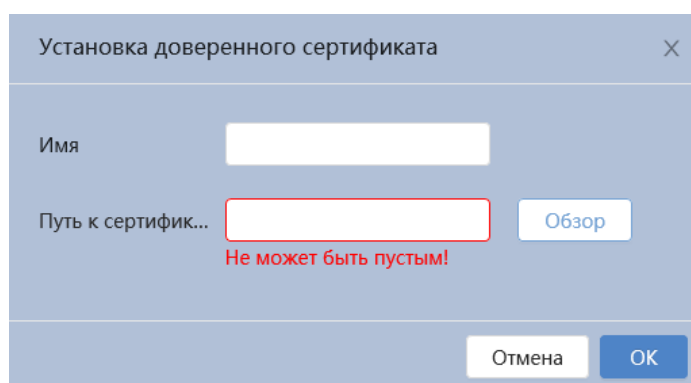 Установка доверенного сертификата X
Имя
Путь к сертифик... Обзор
Не может быть пустым!
Отмена OK